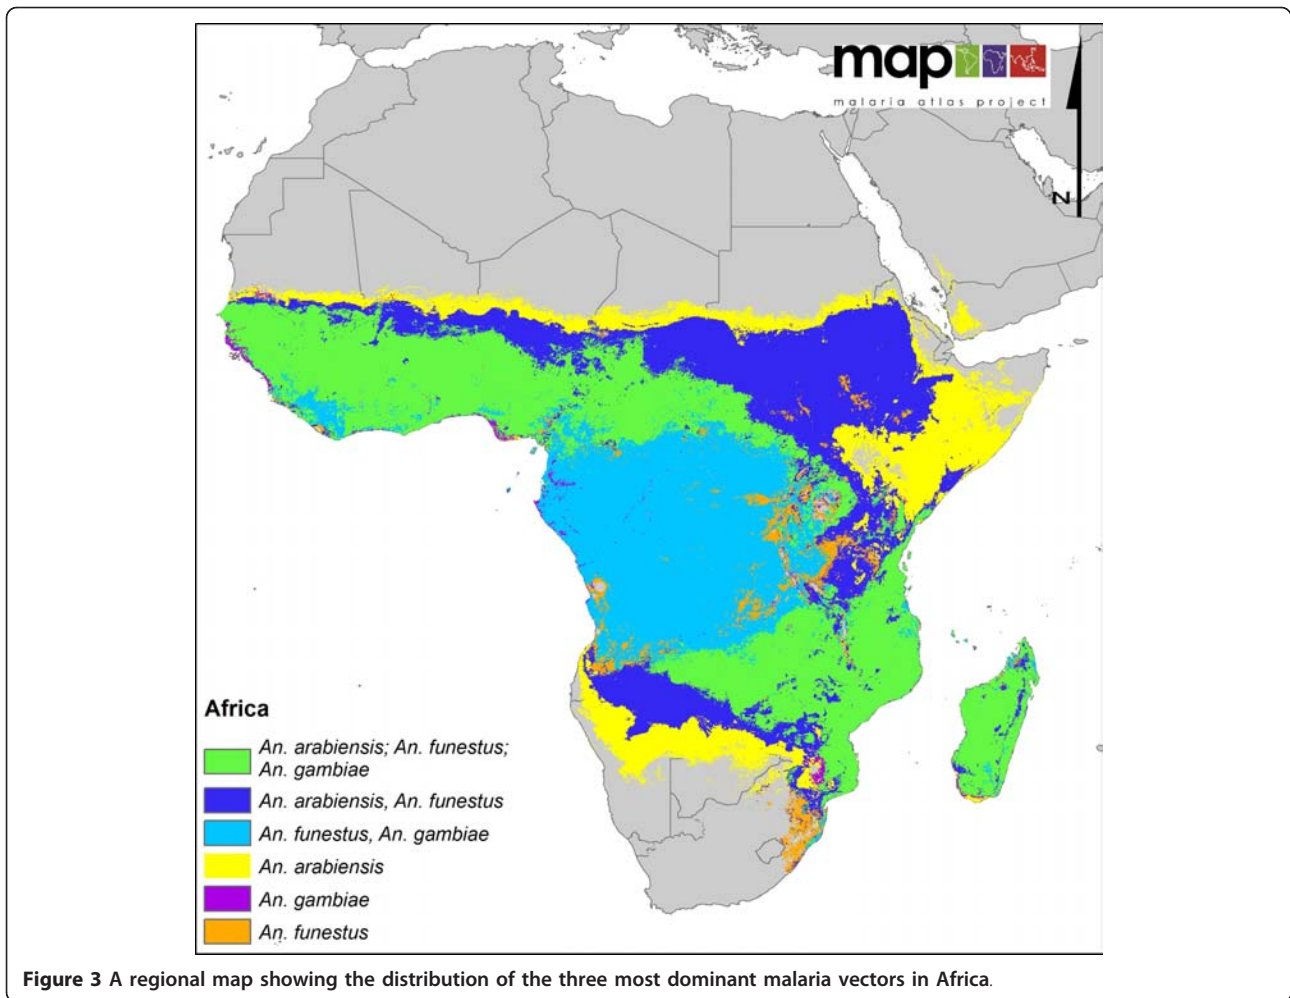 map
malaria atlas project
N
Africa
An. arabiensis; An. funestus;
An. gambiae
An. arabiensis, An. funestus
An. funestus, An. gambiae
An. arabiensis
An. gambiae
An. funestus
Figure 3 A regional map showing the distribution of the three most dominant malaria vectors in Africa.